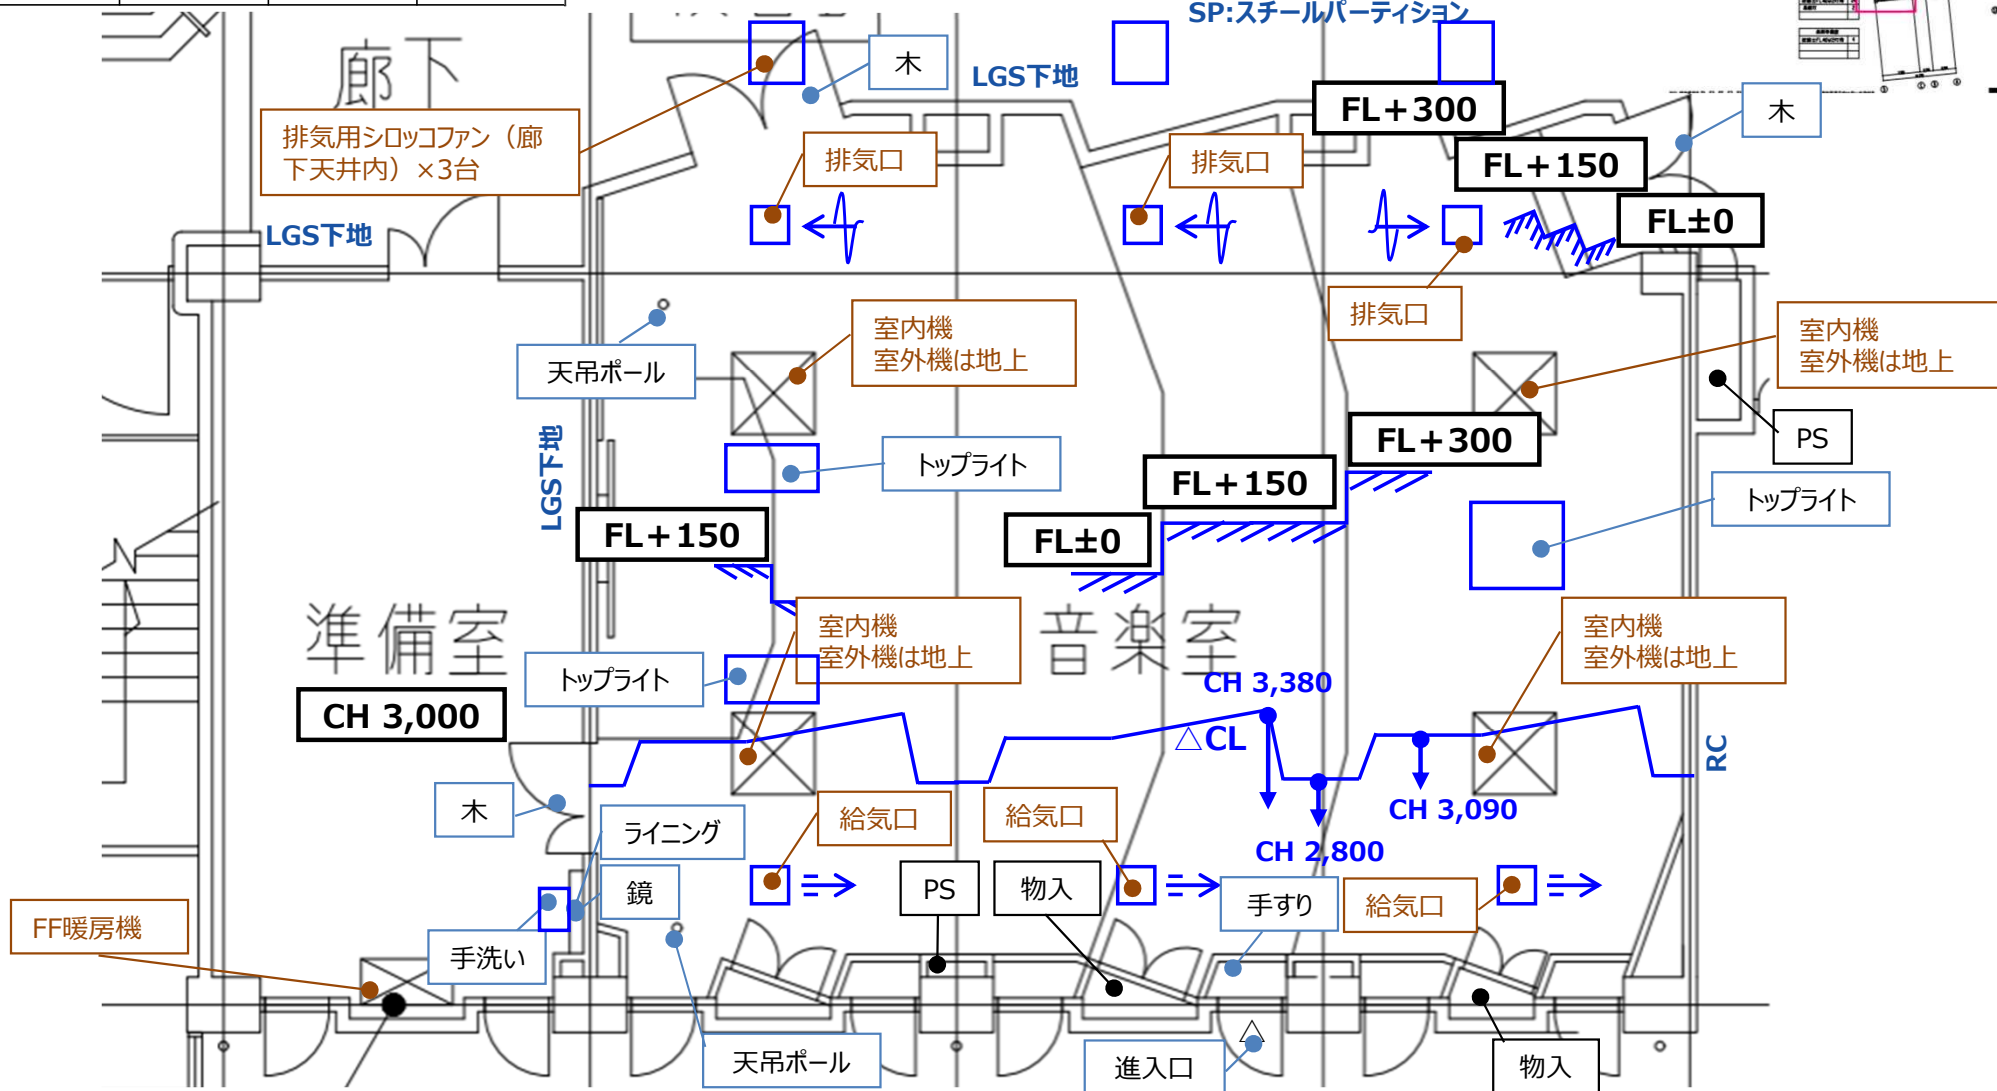 SP:スチールパーティション
廊下
木
LGS下地
FL+300
木
排気用シロッコファン（廊
下天井内）×3台
排気口
排気口
FL+150
FL±0
LGS下地
室内機
室外機は地上
排気口
室内機
室外機は地上
天吊ポール
PS
FL+300
トップライト
FL+150
トップライト
LGS下地
FL+150
FL±0
準備室
音楽室
室内機
室外機は地上
室内機
室外機は地上
トップライト
CH 3,380
CH 3,000
△CL
RC
木
ライニング
給気口
給気口
CH 3,090
CH 2,800
鏡
PS
物入
手すり
給気口
FF暖房機
手洗い
天吊ポール
進入口
△
物入